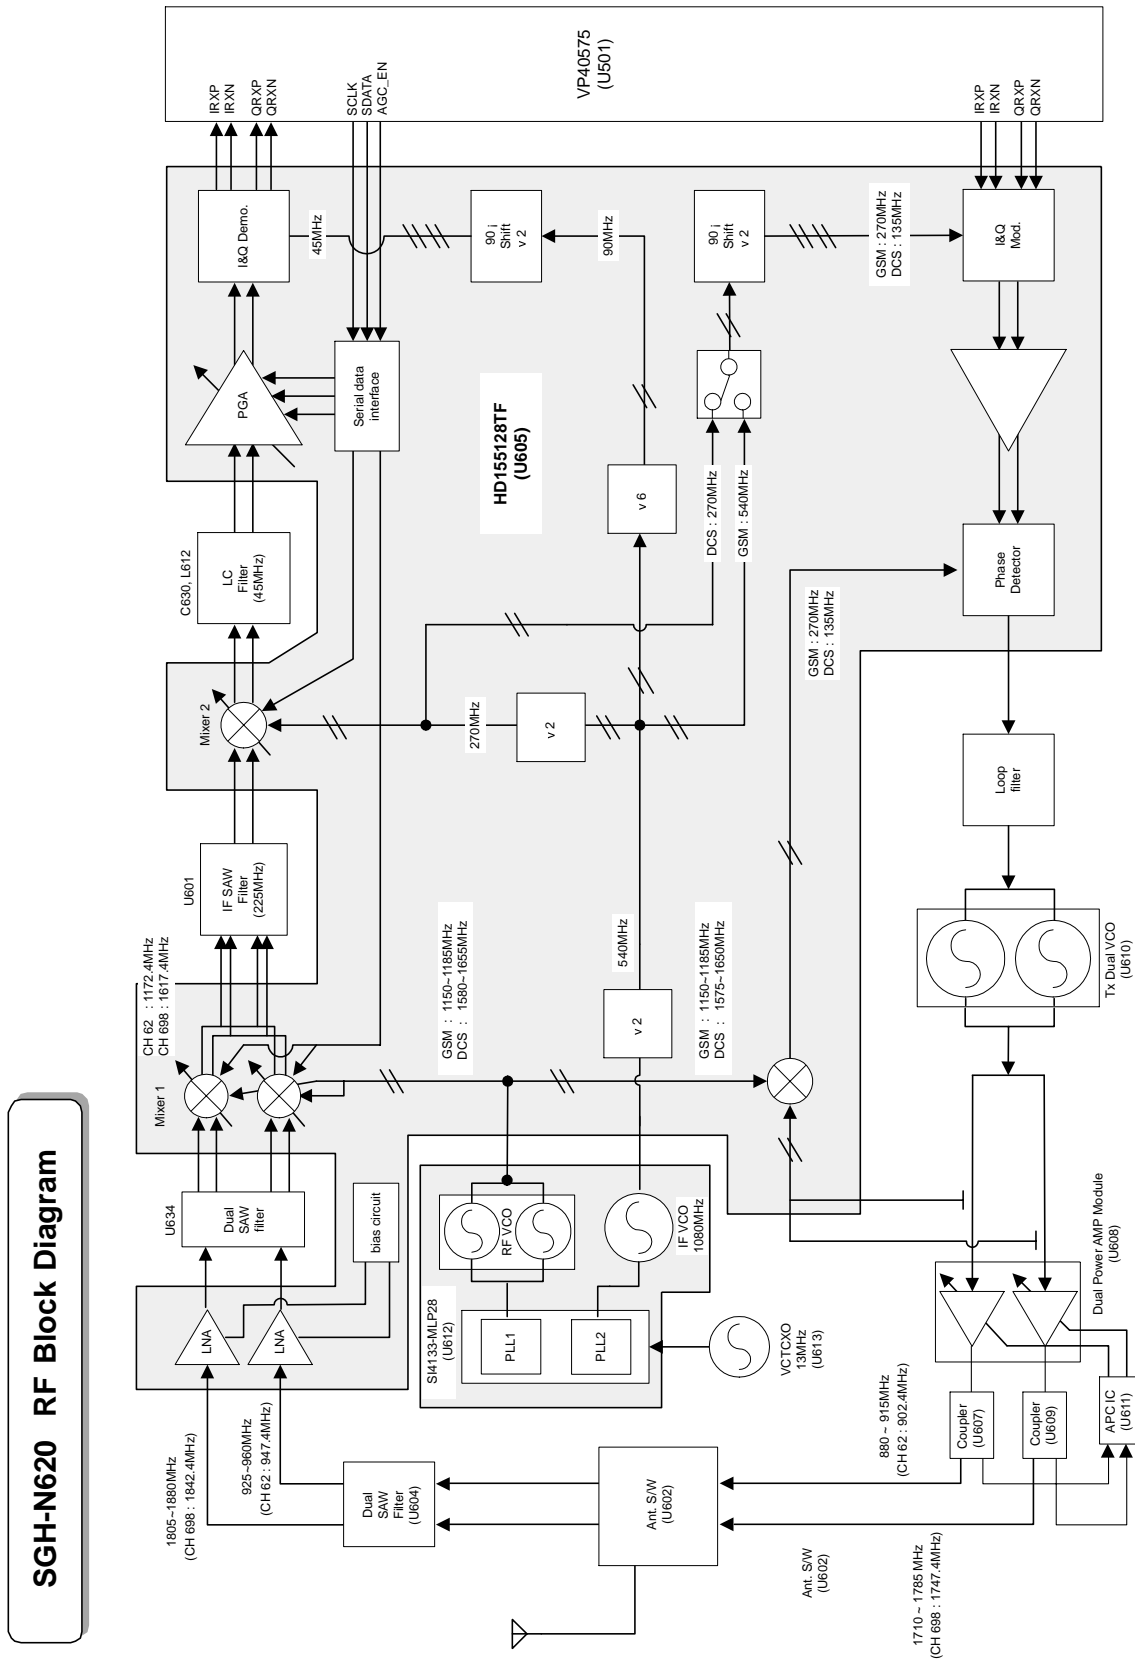 SGH-N620 RF Block Diagram
1805~1880MHz
(CH 698 : 1842.4MHz)
925~960MHz
(CH 62 : 947.4MHz)
Dual
SAW
Filter
(U604)
Ant. S/W
(U602)
Ant. S/W
(U602)
1710 ~ 1785 MHz
(CH 698 : 1747.4MHz)
880 ~ 915MHz
(CH 62 : 902.4MHz)
LNA
LNA
bias circuit
U634
Dual
SAW
filter
Mixer 1
CH 62 : 1172.4MHz
CH 698 : 1617.4MHz
U601
IF SAW
Filter
(225MHz)
Mixer 2
C630, L612
LC
Filter
(45MHz)
PGA
I&Q Demo.
IRXP
IRXN
QRXP
QRXN
SCLK
SDATA
AGC_EN
Serial data
interface
45MHz
90 ¡
Shift
v 2
90MHz
90 ¡
Shift
v 2
VP40575
(U501)
HD155128TF
(U605)
v 6
DCS : 270MHz
GSM : 540MHz
270MHz
v 2
540MHz
v 2
GSM : 1150~1185MHz
DCS : 1580~1655MHz
GSM : 1150~1185MHz
DCS : 1575~1650MHz
SI4133-MLP28
(U612)
PLL1
PLL2
RF VCO
IF VCO
1080MHz
VCTCXO
13MHz
(U613)
GSM : 270MHz
DCS : 135MHz
IRXP
IRXN
QRXP
QRXN
I&Q
Mod.
GSM : 270MHz
DCS : 135MHz
Phase
Detector
Loop
filter
Tx Dual VCO
(U610)
Dual Power AMP Module
(U608)
Coupler
(U607)
Coupler
(U609)
APC IC
(U611)